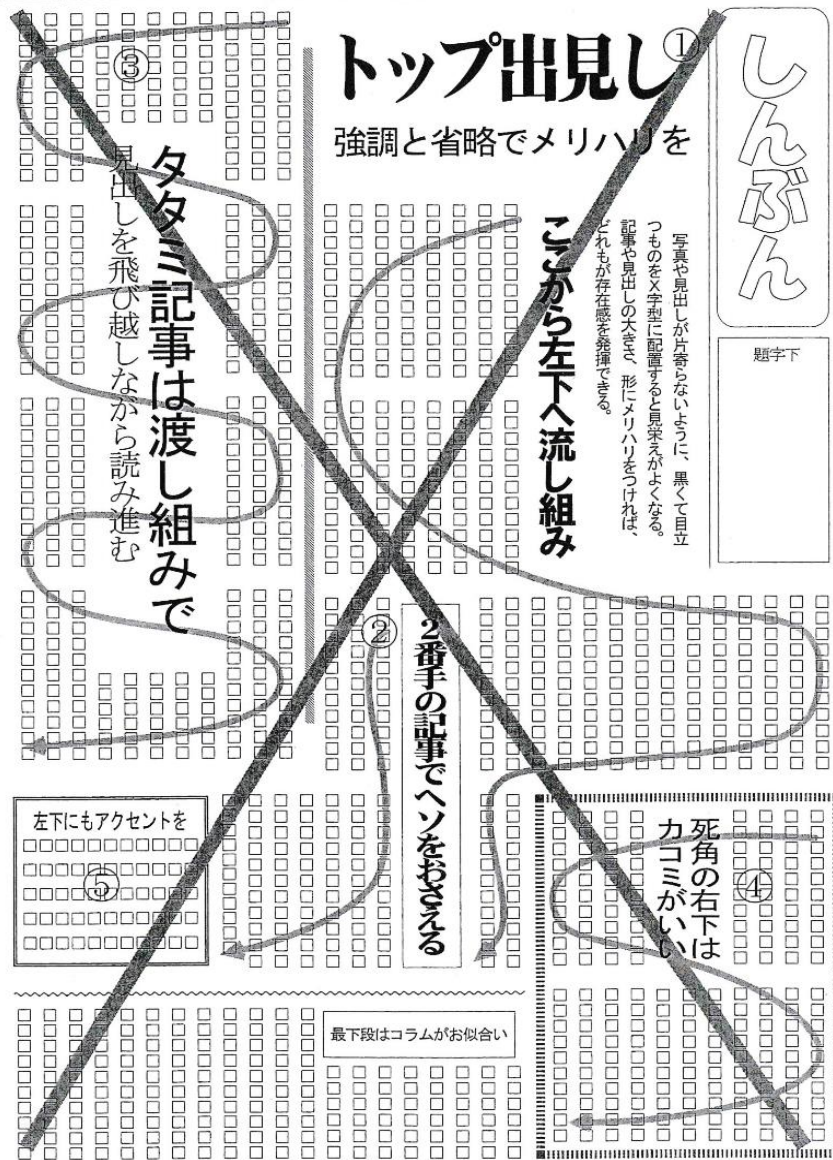 しんぶん
題字下
①
トップ出見し
強調と省略でメリハリを
写真や見出しが片寄らないように、黒くて目立
つものをX字型に配置すると見栄えがよくなる。
記事や見出しの大きさ、形にメリハリをつければ、
どれもが存在感を発揮できる。
ここから左下へ流し組み
③
タタミ記事は渡し組みで
見出しを飛び越しながら読み進む
②
2番手の記事でヘソをおさえる
④
死角の右下は
カコミがいい
左下にもアクセントを
⑤
最下段はコラムがお似合い